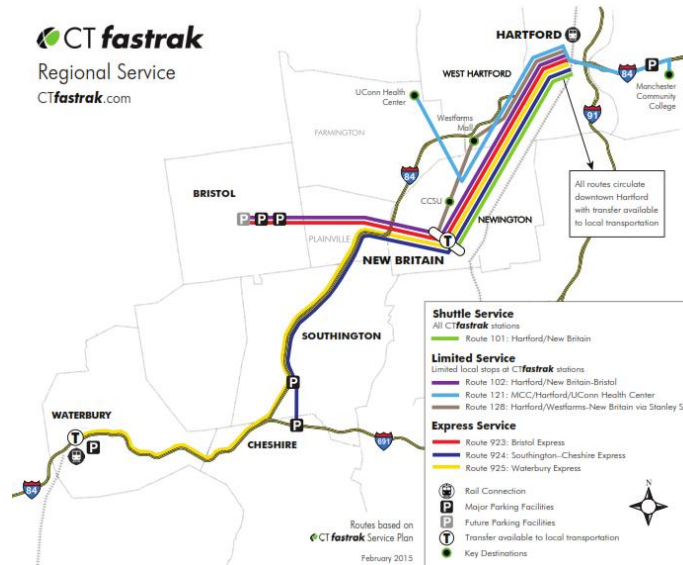 CTfastrak
Regional Service
CTfastrak.com
HARTFORD
WEST HARTFORD
UConn Health
Center
Westfarms
Mall
84
P
Manchester
Community
College
FARMINGTON
84
91
BRISTOL
CCSU
All routes circulate
downtown Hartford
with transfer available
to local transportation
P P P
NEWINGTON
T
PLAINVILLE
NEW BRITAIN
SOUTHINGTON
P
P
WATERBURY
T
P
CHESHIRE
691
84
Shuttle Service
All CTfastrak stations
Route 101: Hartford/New Britain
Limited Service
Limited local stops at CTfastrak stations
Route 102: Hartford/New Britain-Bristol
Route 121: MCC/Hartford/UConn Health Center
Route 128: Hartford/Westfarms-New Britain via Stanley S
Express Service
Route 923: Bristol Express
Route 924: Southington–Cheshire Express
Route 925: Waterbury Express
Rail Connection
P Major Parking Facilities
P Future Parking Facilities
T Transfer available to local transportation
Key Destinations
N
Routes based on
CTfastrak Service Plan
February 2015